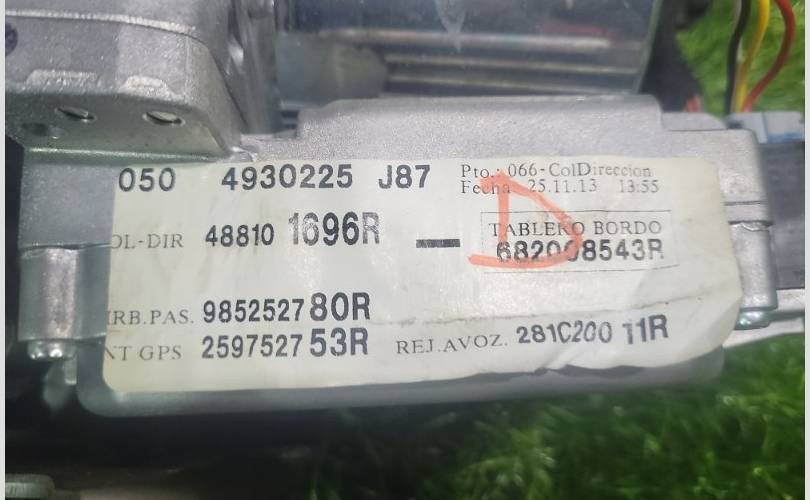 050 4930225 J87 Pto.: 066-ColDireccion
Fecha 25.11.13 13:55
OL-DIR 48810 1696R - TABLERO BORDO
682008543R
IRB.PAS. 985252780R
NT GPS 259752753R REJ.AVOZ. 281C20011R
D